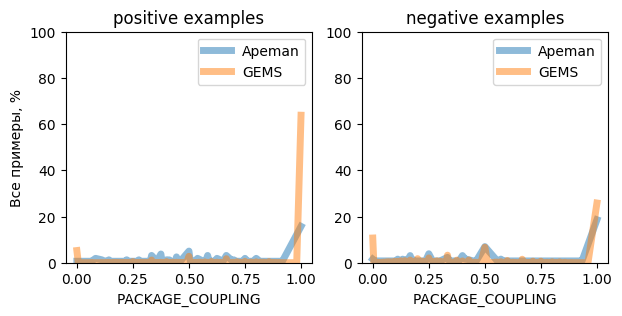 positive examples
negative examples
Все примеры, %
100
80
60
40
20
0
Apeman
GEMS
0.00 0.25 0.50 0.75 1.00
PACKAGE_COUPLING
100
80
60
40
20
0
Apeman
GEMS
0.00 0.25 0.50 0.75 1.00
PACKAGE_COUPLING